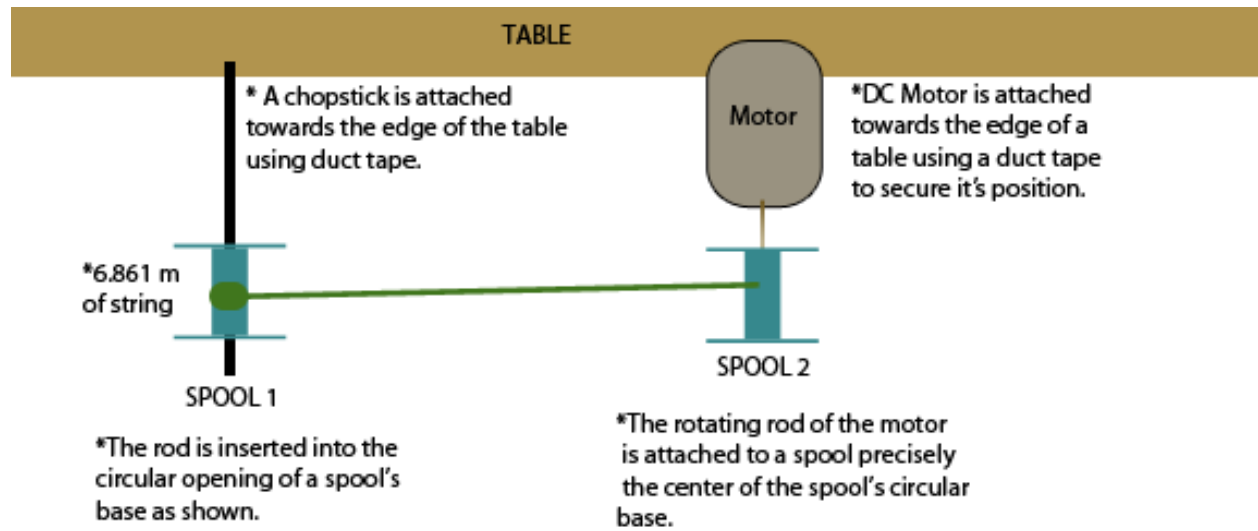 TABLE
* A chopstick is attached
towards the edge of the table
using duct tape.
Motor
*DC Motor is attached
towards the edge of a
table using a duct tape
to secure it's position.
*6.861 m
of string
SPOOL 1
SPOOL 2
*The rod is inserted into the
circular opening of a spool's
base as shown.
*The rotating rod of the motor
is attached to a spool precisely
the center of the spool's circular
base.